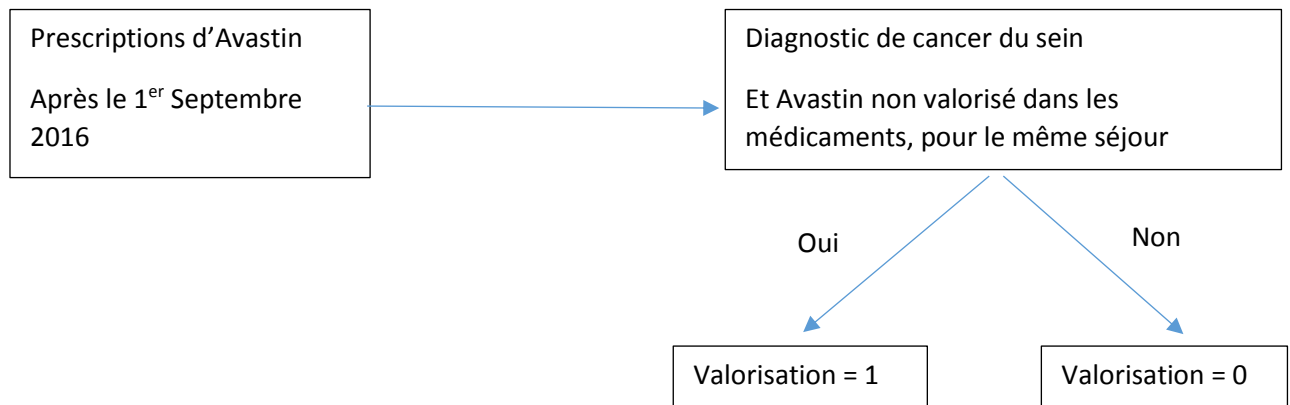 Prescriptions d’Avastin
Après le 1er Septembre
2016
Diagnostic de cancer du sein
Et Avastin non valorisé dans les
médicaments, pour le même séjour
Oui
Non
Valorisation = 1
Valorisation = 0